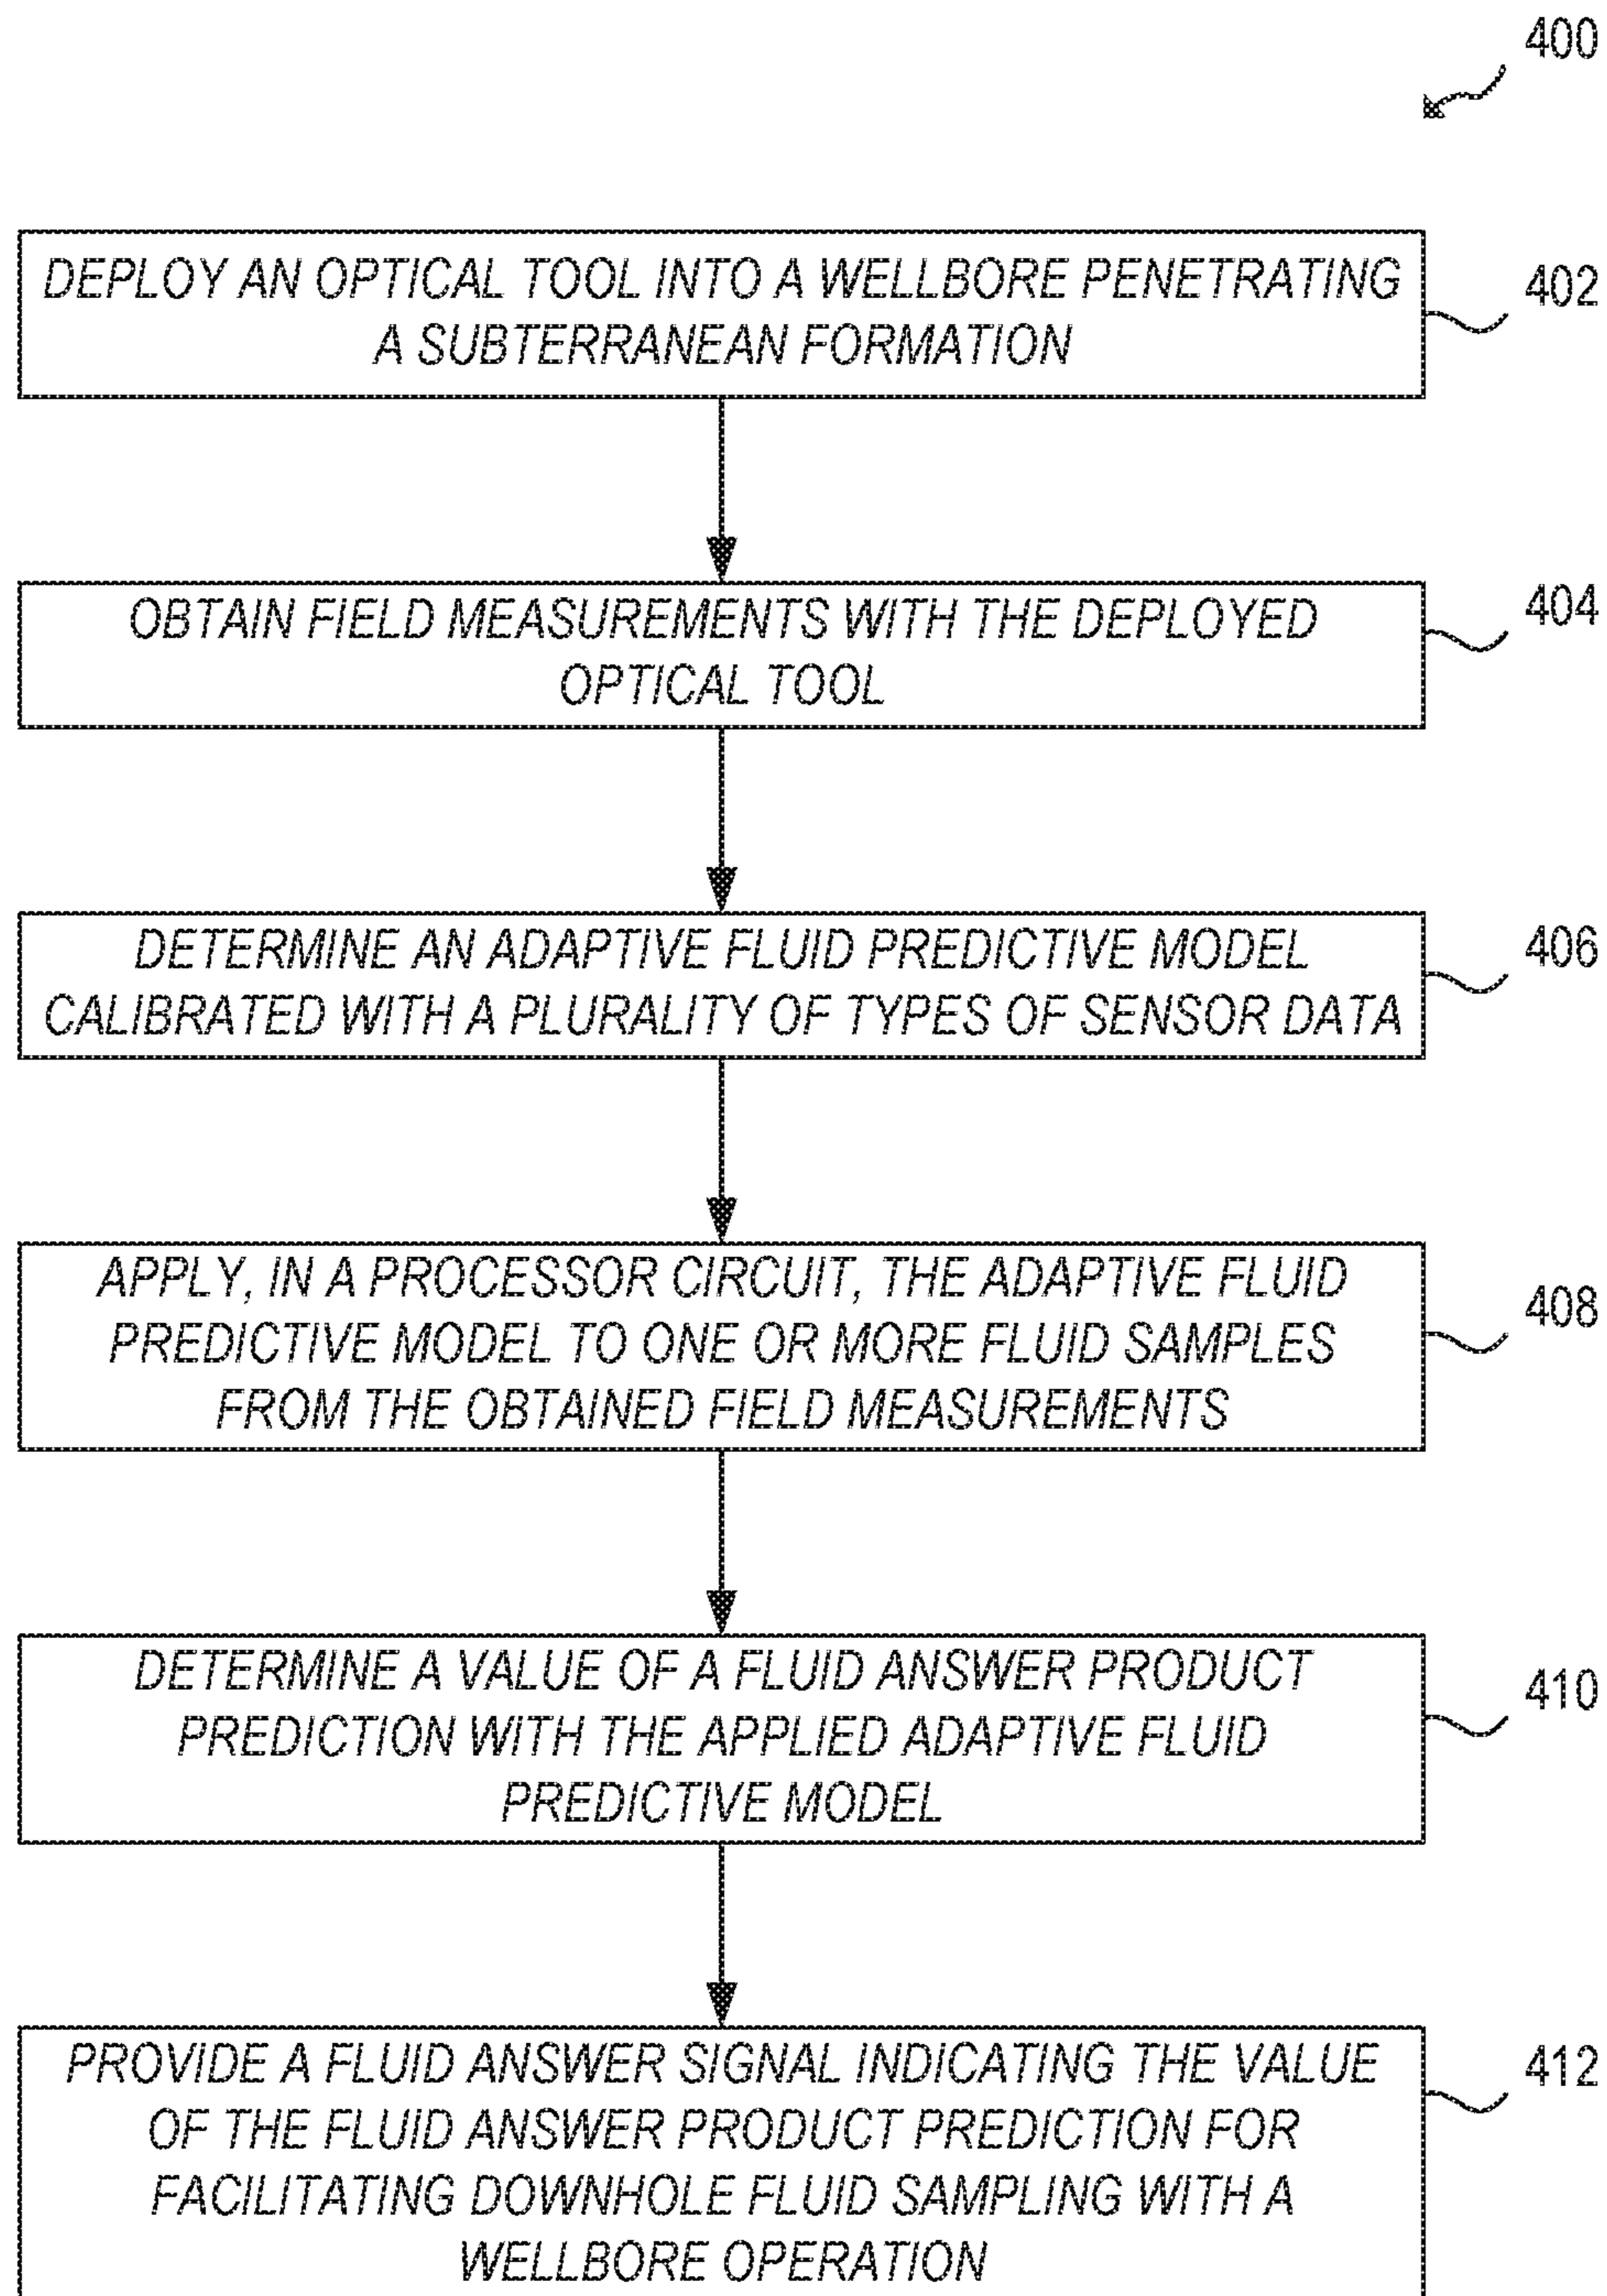 400
DEPLOY AN OPTICAL TOOL INTO A WELLBORE PENETRATING
A SUBTERRANEAN FORMATION
402
OBTAIN FIELD MEASUREMENTS WITH THE DEPLOYED
OPTICAL TOOL
404
DETERMINE AN ADAPTIVE FLUID PREDICTIVE MODEL
CALIBRATED WITH A PLURALITY OF TYPES OF SENSOR DATA
406
APPLY, IN A PROCESSOR CIRCUIT, THE ADAPTIVE FLUID
PREDICTIVE MODEL TO ONE OR MORE FLUID SAMPLES
FROM THE OBTAINED FIELD MEASUREMENTS
408
DETERMINE A VALUE OF A FLUID ANSWER PRODUCT
PREDICTION WITH THE APPLIED ADAPTIVE FLUID
PREDICTIVE MODEL
410
PROVIDE A FLUID ANSWER SIGNAL INDICATING THE VALUE
OF THE FLUID ANSWER PRODUCT PREDICTION FOR
FACILITATING DOWNHOLE FLUID SAMPLING WITH A
WELLBORE OPERATION
412